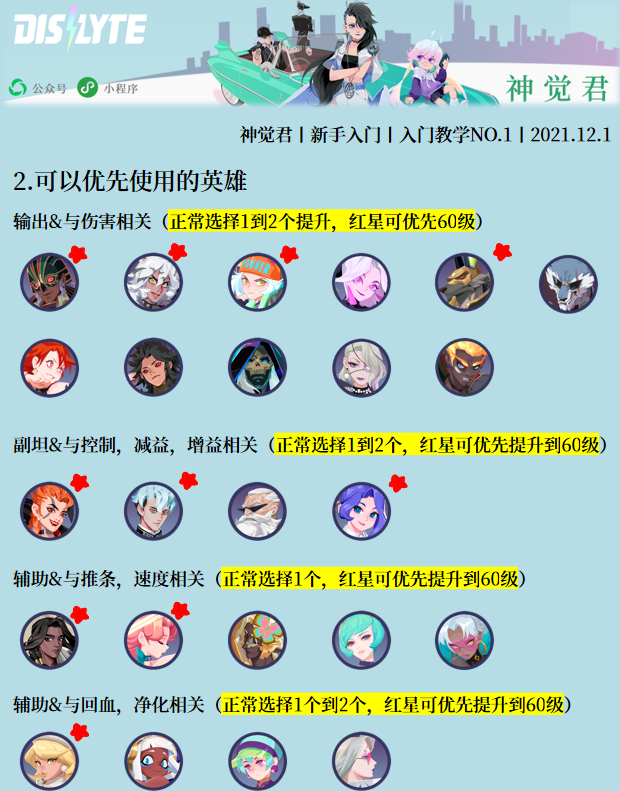 DISLYTE
公众号 小程序
神觉君
神觉君丨新手入门丨入门教学NO.1丨2021.12.1
2.可以优先使用的英雄
输出&与伤害相关（正常选择1到2个提升，红星可优先60级）
副坦&与控制，减益，增益相关（正常选择1到2个，红星可优先提升到60级）
辅助&与推条，速度相关（正常选择1个，红星可优先提升到60级）
辅助&与回血，净化相关（正常选择1个到2个，红星可优先提升到60级）